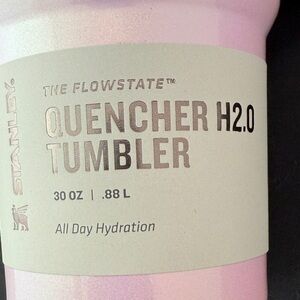 THE FLOWSTATE™
QUENCHER H2.0
TUMBLER
30 OZ | .88 L
All Day Hydration
STANLEY